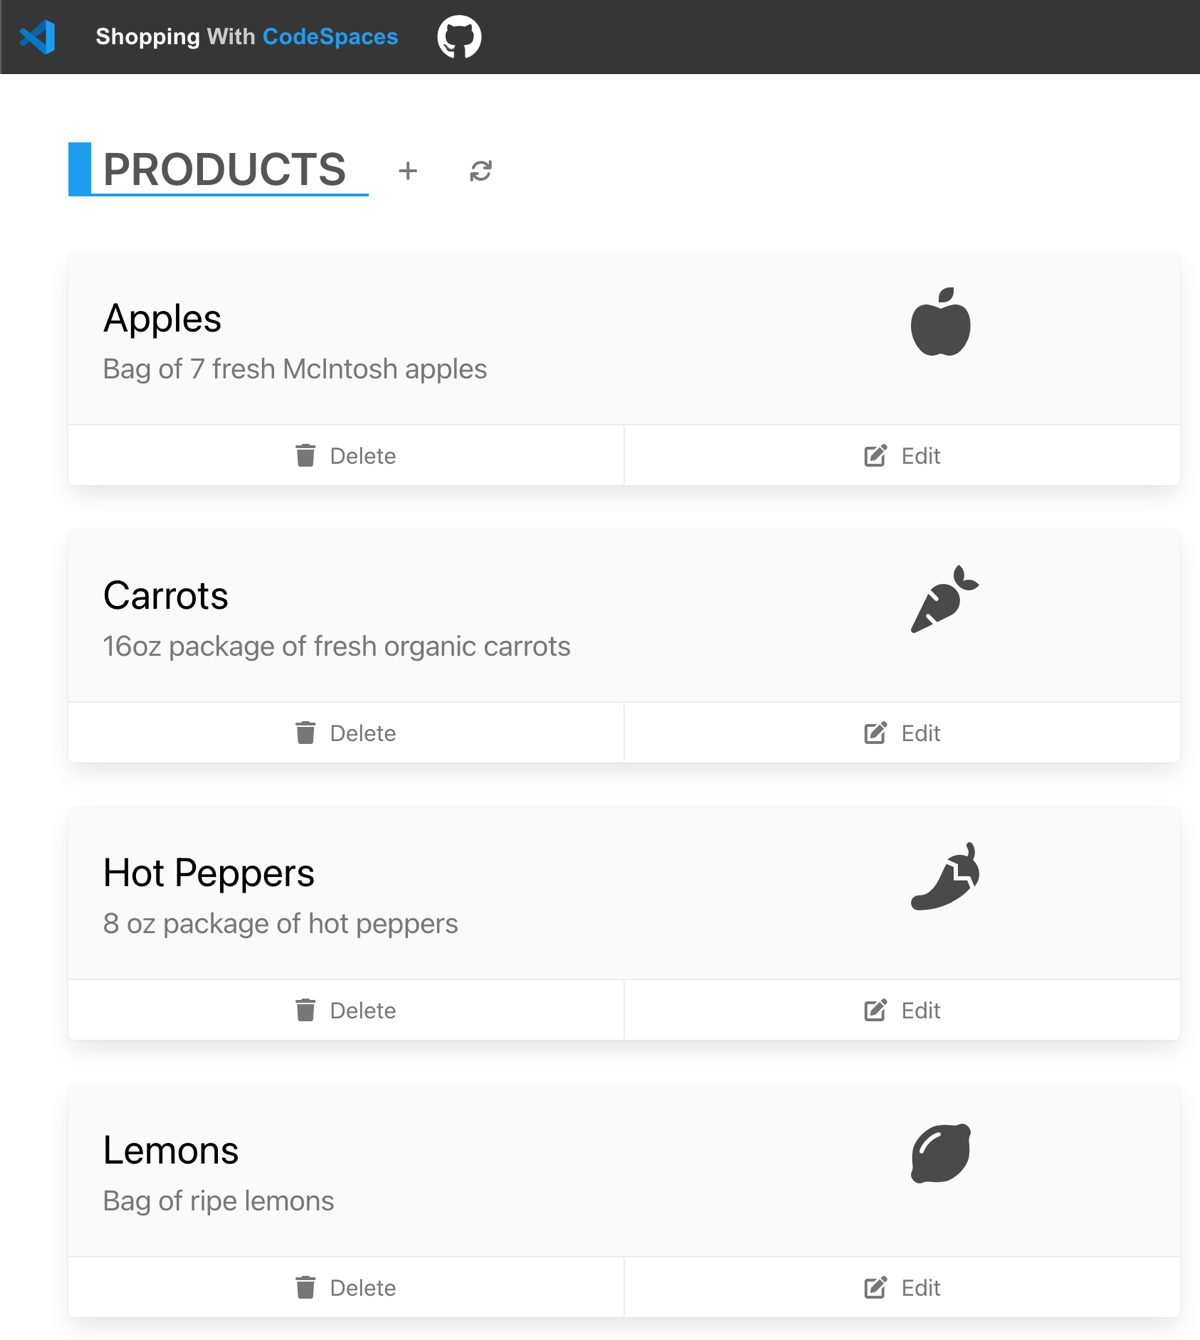 Shopping With CodeSpaces
PRODUCTS
Apples
Bag of 7 fresh McIntosh apples
Delete Edit
Carrots
16oz package of fresh organic carrots
Delete Edit
Hot Peppers
8 oz package of hot peppers
Delete Edit
Lemons
Bag of ripe lemons
Delete Edit